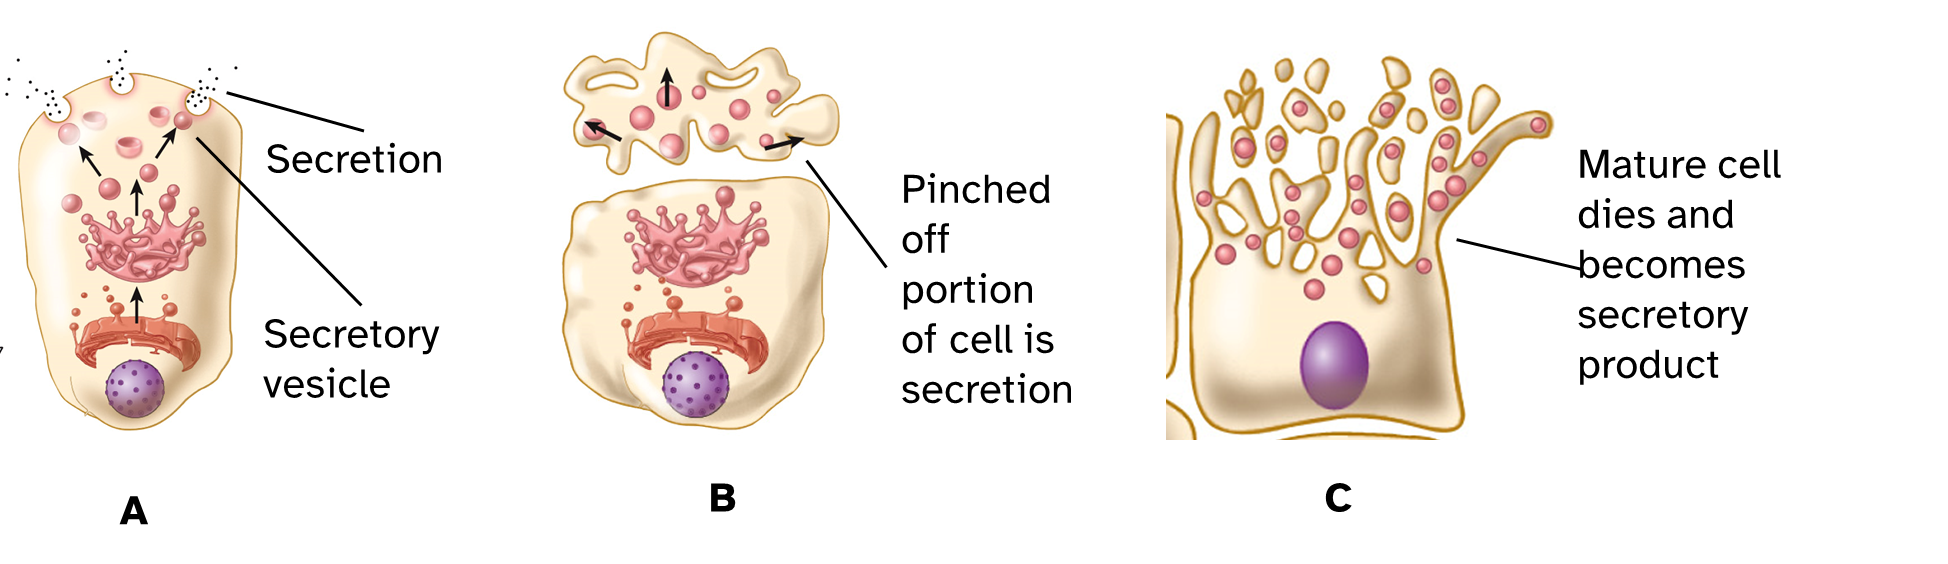 Secretion
Secretory
vesicle
A
Pinched
off
portion
of cell is
secretion
B
Mature cell
dies and
becomes
secretory
product
C